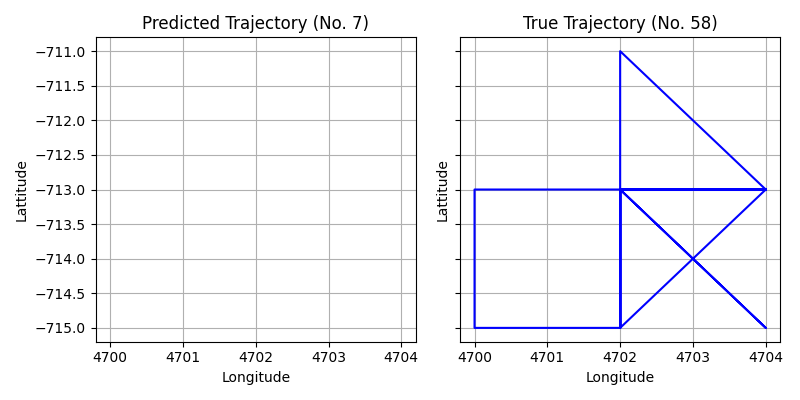 Predicted Trajectory (No. 7)
−711.0
−711.5
−712.0
−712.5
−713.0
−713.5
−714.0
−714.5
−715.0
Lattitude
4700 4701 4702 4703 4704
Longitude
True Trajectory (No. 58)
Lattitude
4700 4701 4702 4703 4704
Longitude